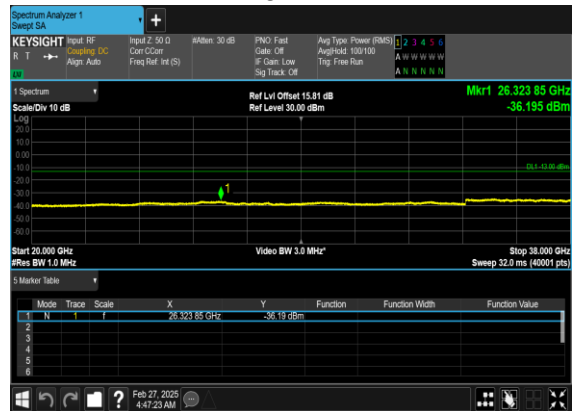 Spectrum Analyzer 1
Swept SA
+
KEYSIGHT Input: RF Input Z: 50 Ω #Atten: 30 dB PNO: Fast Avg Type: Power (RMS) 1 2 3 4 5 6
R T Coupling: DC Corr CCorr Gate: Off Avg|Hold: 100/100 A W W W W W
Align: Auto Freq Ref: Int (S) IF Gain: Low Trig: Free Run A N N N N N
Sig Track: Off
1 Spectrum Ref Lvl Offset 15.81 dB Mkr1 26.323 85 GHz
Scale/Div 10 dB Ref Level 30.00 dBm -36.195 dBm
Log
20.0
10.0
0.00
-10.0 DL1 -13.00 dBm
-20.0
-30.0 1
-40.0
-50.0
-60.0
Start 20.000 GHz Video BW 3.0 MHz* Stop 38.000 GHz
#Res BW 1.0 MHz Sweep 32.0 ms (40001 pts)
5 Marker Table
Mode Trace Scale X Y Function Function Width Function Value
1 N 1 f 26.323 85 GHz -36.19 dBm
2
3
4
5
6
? Feb 27, 2025
4:47:23 AM